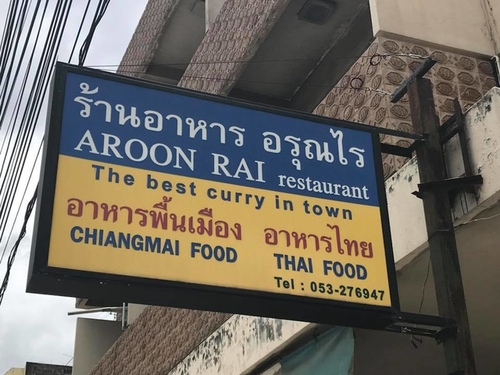 ร้านอาหาร อรุณไร
AROON RAI restaurant
The best curry in town
อาหารพื้นเมือง อาหารไทย
CHIANGMAI FOOD THAI FOOD
Tel : 053-276947